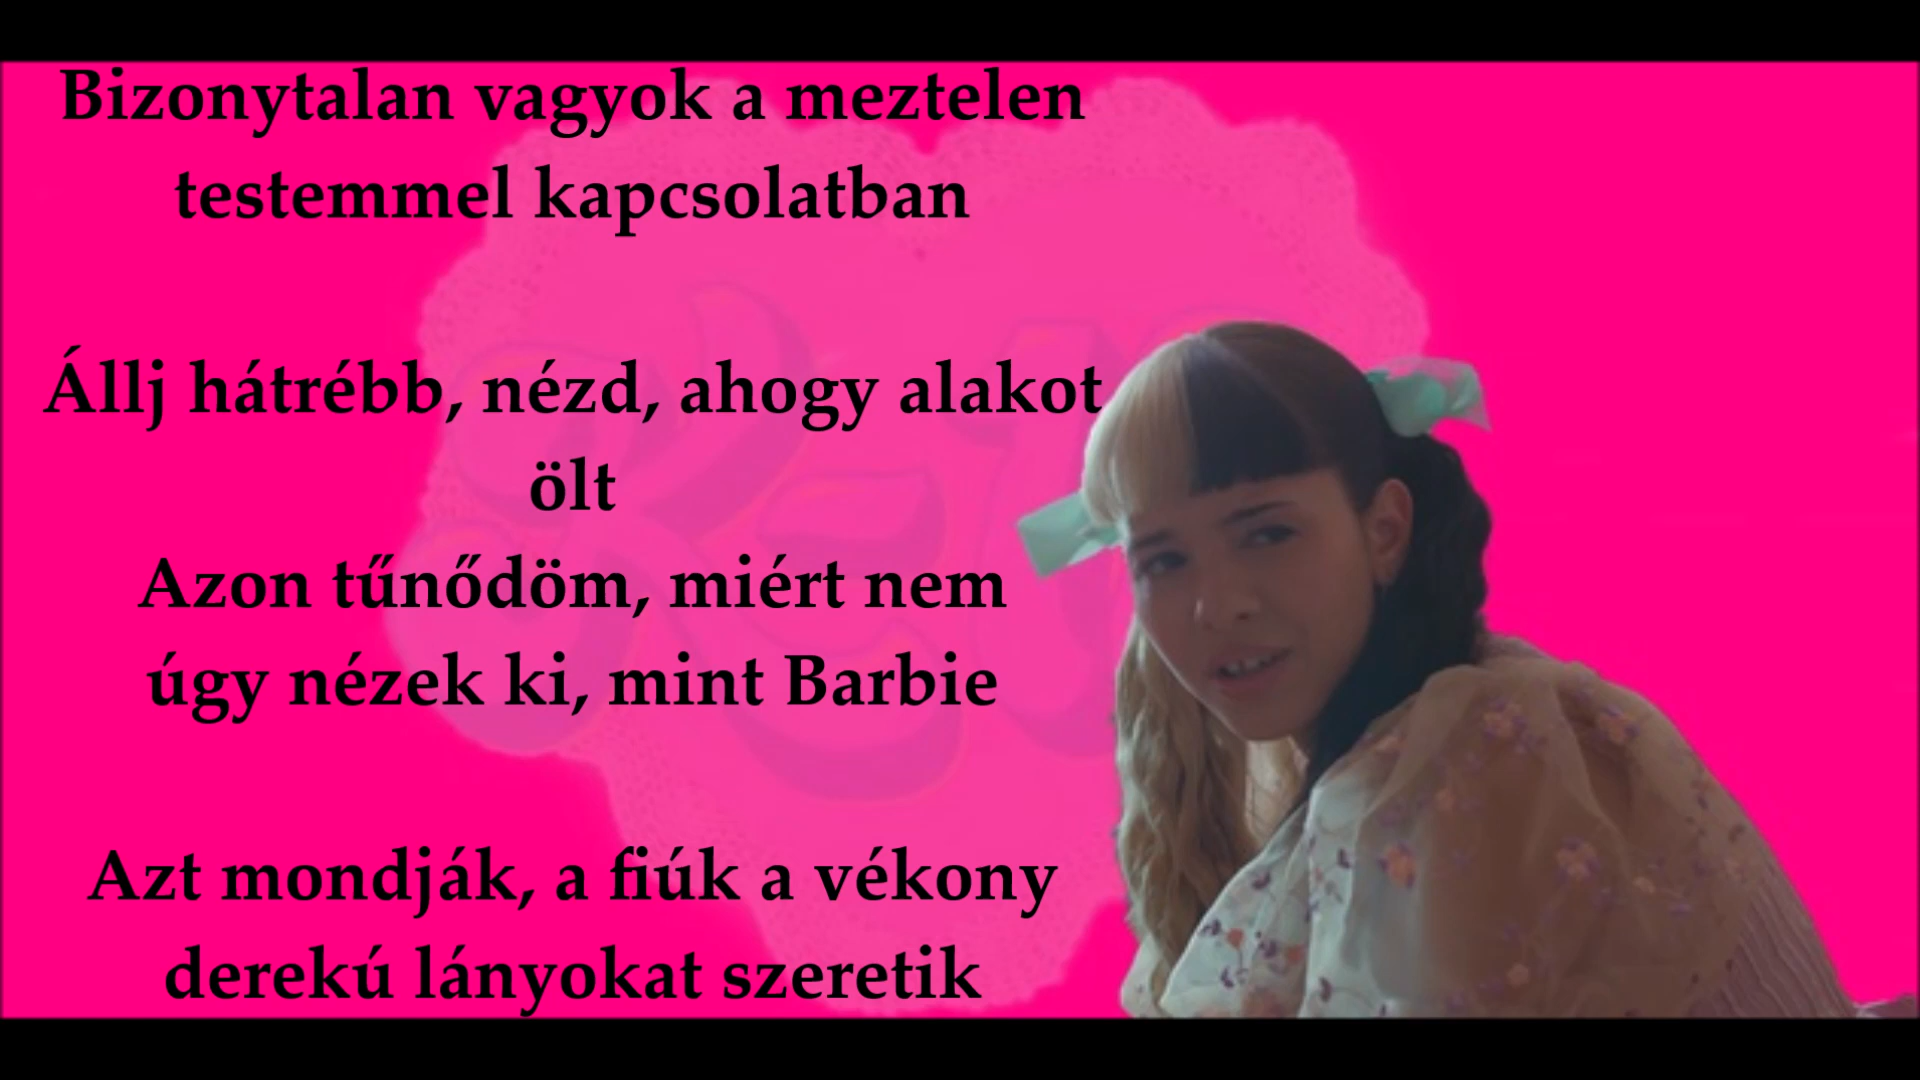 Bizonytalan vagyok a meztelen
testemmel kapcsolatban
Állj hátrébb, nézd, ahogy alakot
ölt
Azon tűnődöm, miért nem
úgy nézek ki, mint Barbie
Azt mondják, a fiúk a vékony
derekú lányokat szeretik